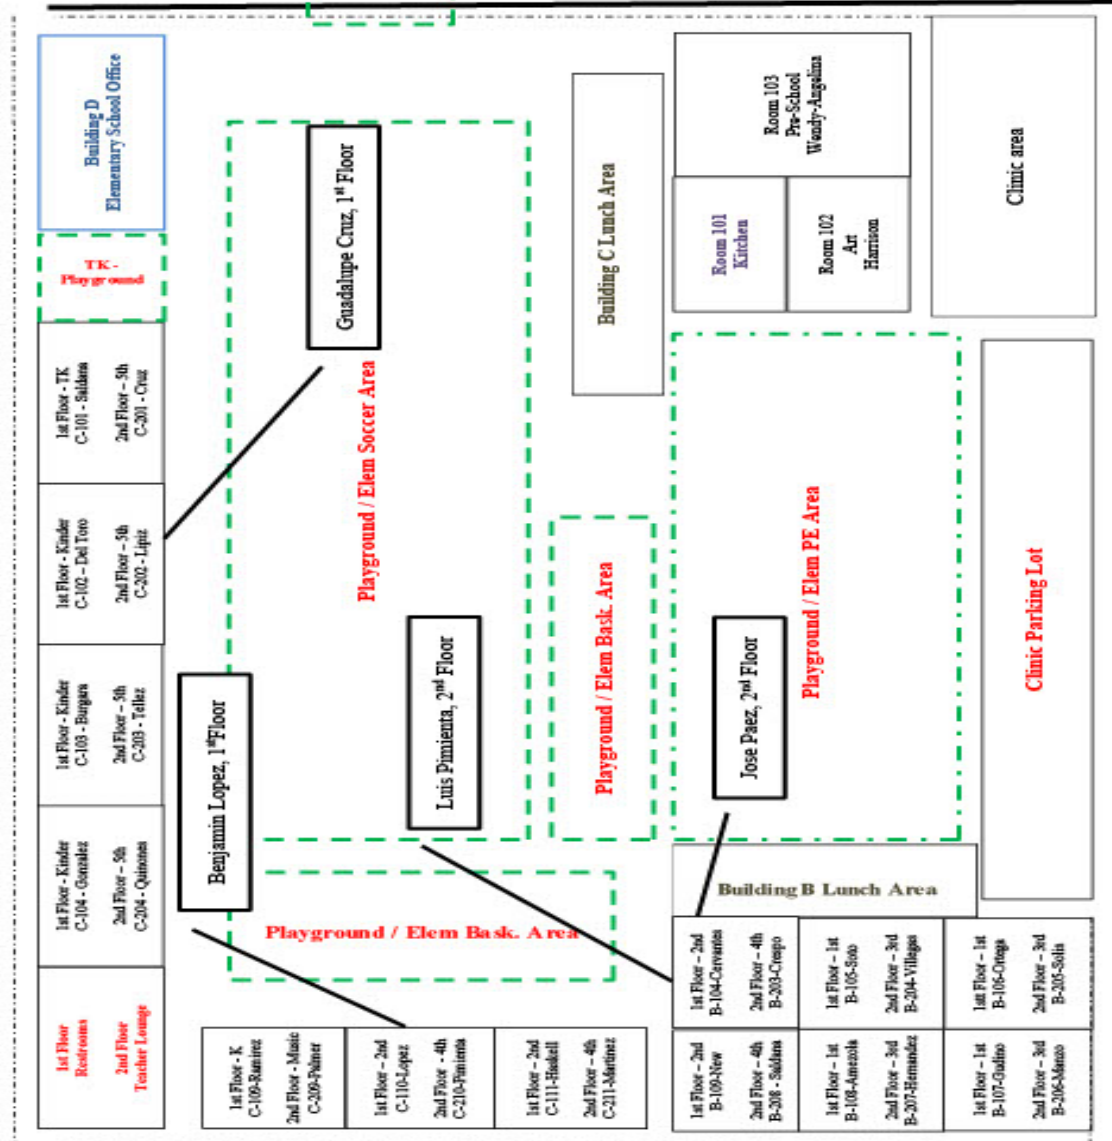 Building D
Elementary School Office
TK -
Playground
1st Floor - TK
C-101 - Saldana
2nd Floor – 5th
C-201 - Cruz
1st Floor - Kinder
C-102 – Del Toro
2nd Floor – 5th
C-202 - Lipiz
1st Floor - Kinder
C-103 - Burgara
2nd Floor – 5th
C-203 - Tellez
1st Floor - Kinder
C-104 - Gonzalez
2nd Floor – 5th
C-204 - Quinones
1st Floor
Restrooms
2nd Floor
Teacher Lounge
Guadalupe Cruz, 1st Floor
Playground / Elem Soccer Area
Benjamin Lopez, 1st Floor
Luis Pimienta, 2nd Floor
Playground / Elem Bask. Area
1st Floor - K
C-109-Ramirez
2nd Floor - Music
C-209-Palmer
1st Floor – 2nd
C-110-Lopez
2nd Floor - 4th
C-210-Pimienta
1st Floor – 2nd
C-111-Haskell
2nd Floor – 4th
C-211-Martinez
Building C Lunch Area
Playground / Elem Bask. Area
Room 103
Pre-School
Wendy-Angelina
Room 101
Kitchen
Room 102
Art
Harrison
Clinic area
Playground / Elem PE Area
Jose Paez, 2nd Floor
Clinic Parking Lot
Building B Lunch Area
1st Floor – 2nd
B-104-Cervantes
2nd Floor – 4th
B-203-Crespo
1st Floor – 1st
B-105-Soto
2nd Floor – 3rd
B-204-Villegas
1stt Floor – 1st
B-106-Ortega
2nd Floor – 3rd
B-205-Solis
1st Floor – 2nd
B-109-New
2nd Floor – 4th
B-208 - Saldana
1st Floor – 1st
B-108-Amezola
2nd Floor – 3rd
B-207-Hernandez
1st Floor – 1st
B-107-Gudino
2nd Floor – 3rd
B-206-Manzo